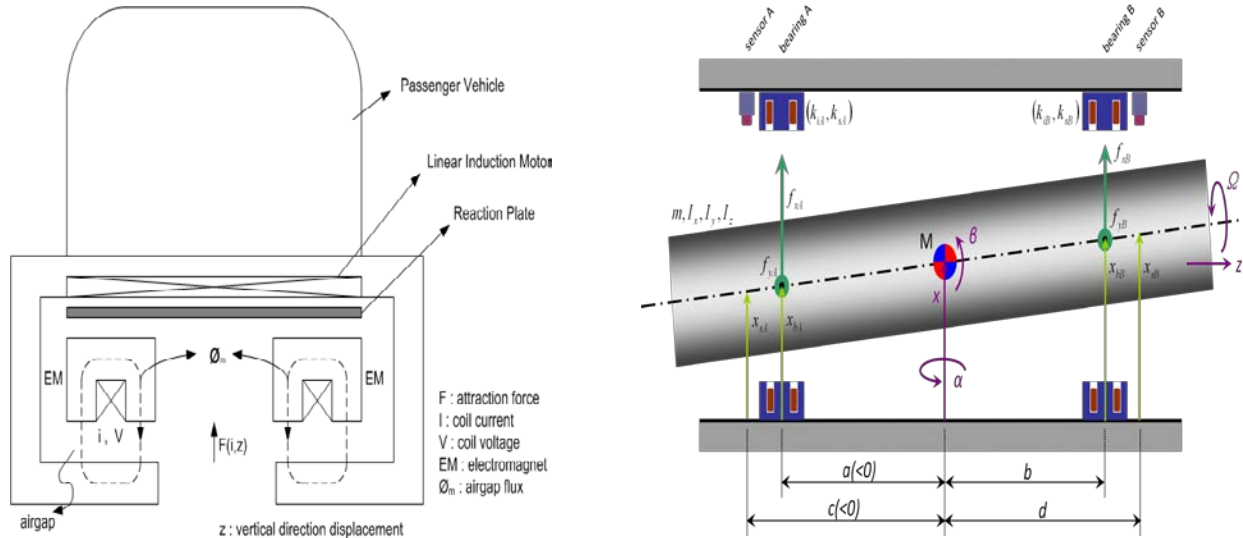 Passenger Vehicle
Linear Induction Motor
Reaction Plate
Øm
EM
EM
i , V
F(i,z)
airgap
F : attraction force
I : coil current
V : coil voltage
EM : electromagnet
Øm : airgap flux
z : vertical direction displacement
sensor A
bearing A
bearing B
sensor B
(kiA, kxA)
(kiB, kxB)
fxA
fxB
m, Ix, Iy, Iz
M
β
Ω
fyA
fyB
z
x
xsA
xbA
xbB
xsB
α
a(<0)
b
c(<0)
d